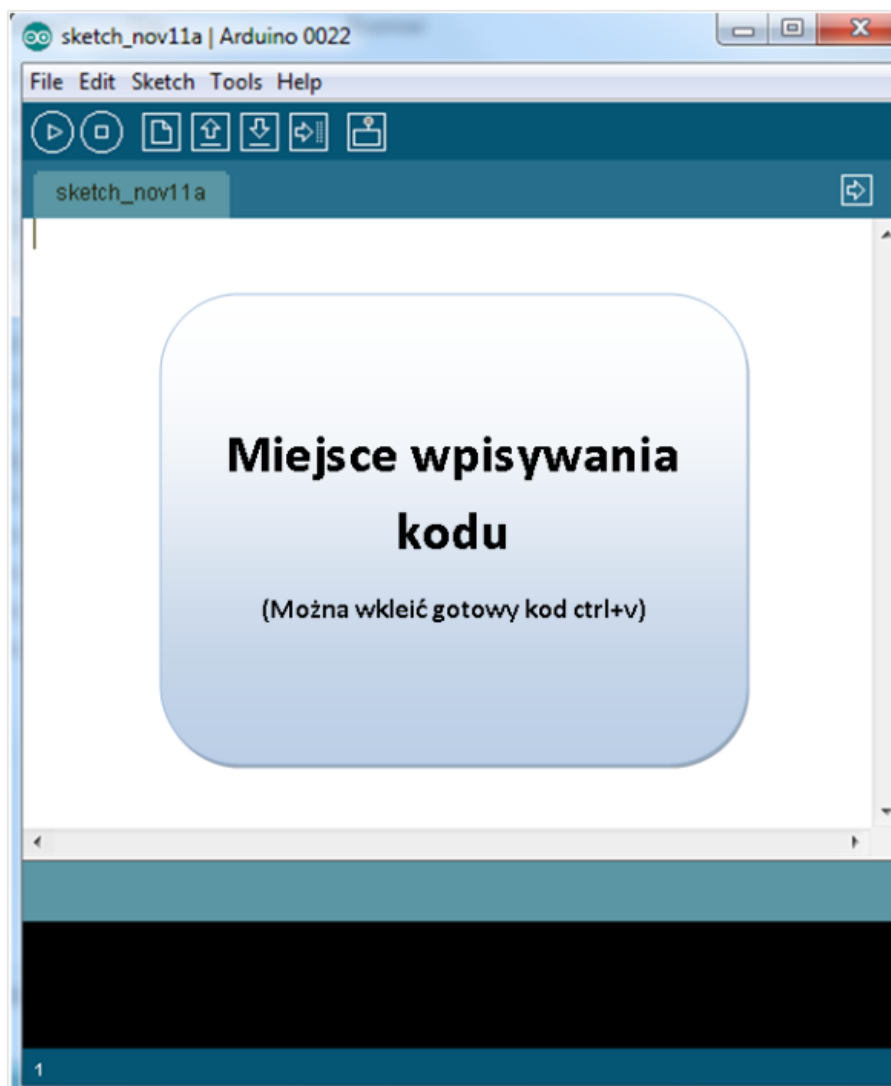 sketch_nov11a | Arduino 0022
File Edit Sketch Tools Help
sketch_nov11a
Miejsce wpisywania
kodu
(Można wkleić gotowy kod ctrl+v)
1